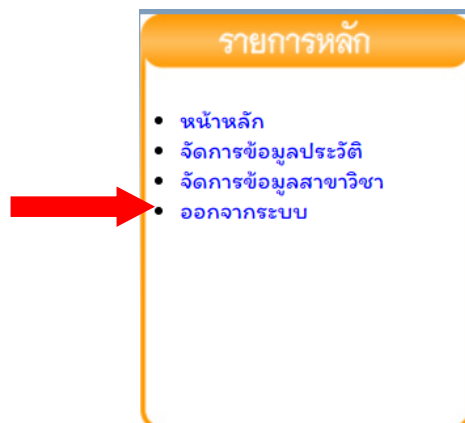 รายการหลัก
หน้าหลัก
จัดการข้อมูลประวัติ
จัดการข้อมูลสาขาวิชา
ออกจากระบบ